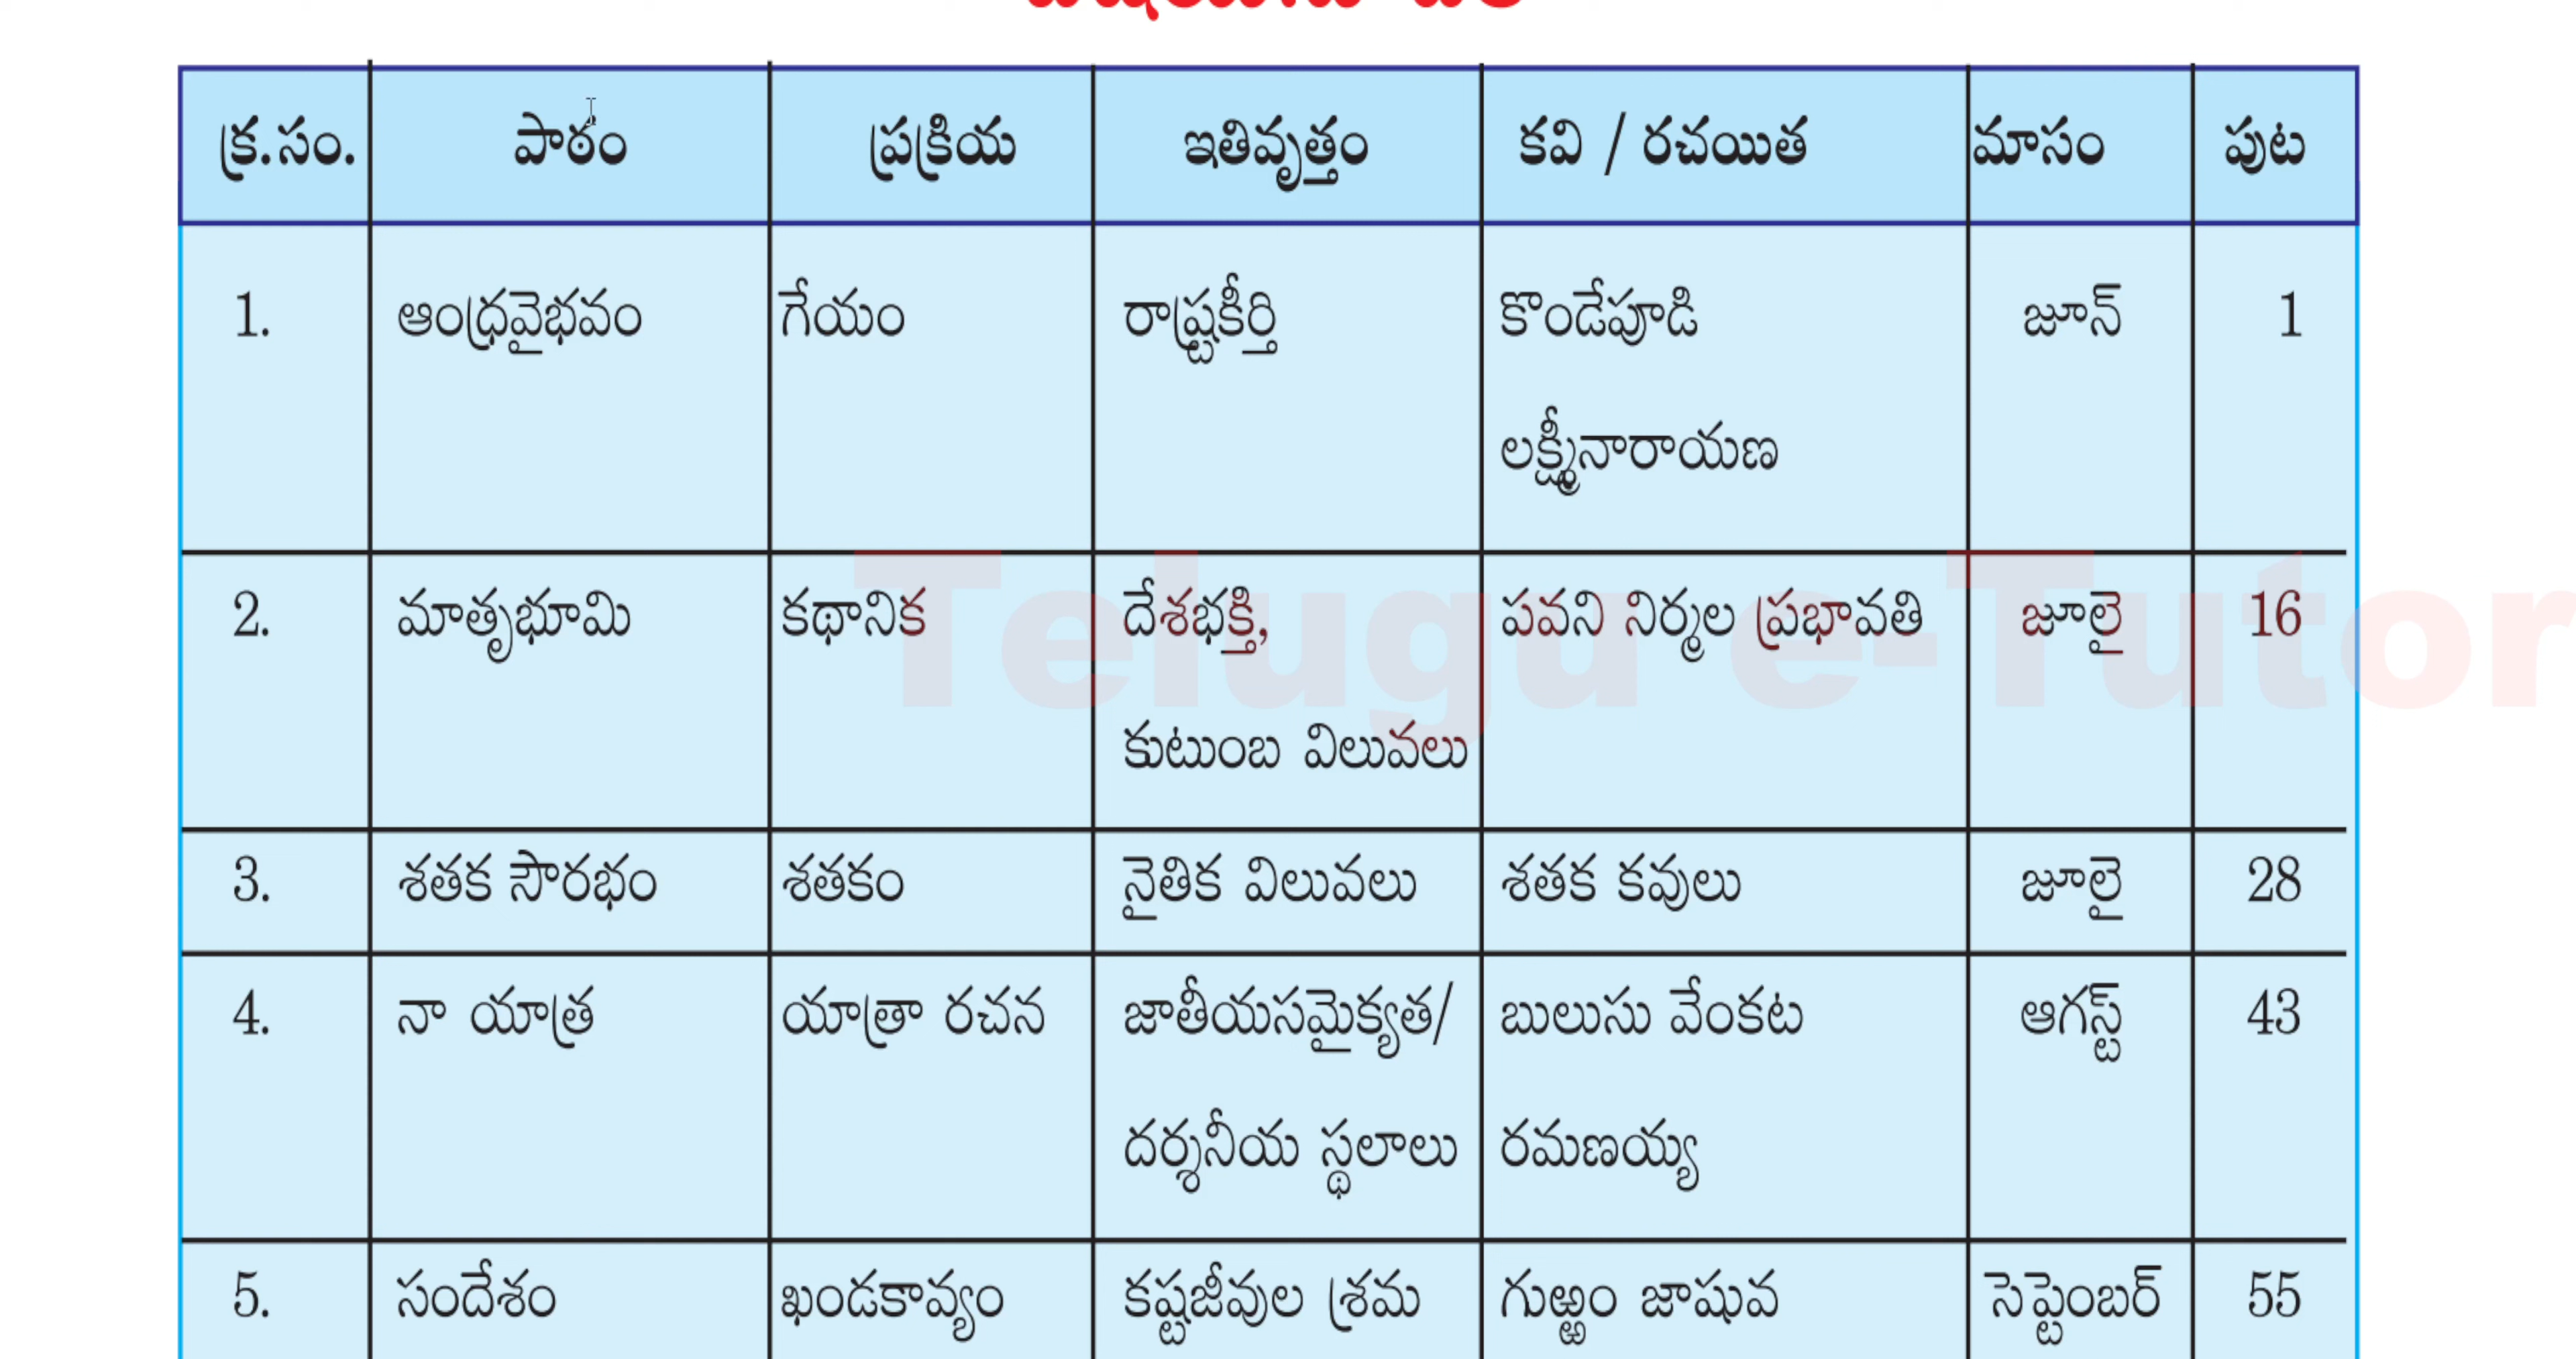 క్ర.సం. పాఠం ప్రక్రియ ఇతివృత్తం కవి / రచయిత మాసం పుట
1. ఆంధ్రవైభవం గేయం రాష్ట్రకీర్తి కొండేపూడి జూన్ 1
లక్ష్మీనారాయణ
2. మాతృభూమి కథానిక దేశభక్తి, పవని నిర్మల ప్రభావతి జూలై 16
Telugu e-Tutor
కుటుంబ విలువలు
3. శతక సౌరభం శతకం నైతిక విలువలు శతక కవులు జూలై 28
4. నా యాత్ర యాత్రా రచన జాతీయసమైక్యత/ బులుసు వేంకట ఆగస్ట్ 43
దర్శనీయ స్థలాలు రమణయ్య
5. సందేశం ఖండకావ్యం కష్టజీవుల శ్రమ గుఱ్ఱం జాషువ సెప్టెంబర్ 55